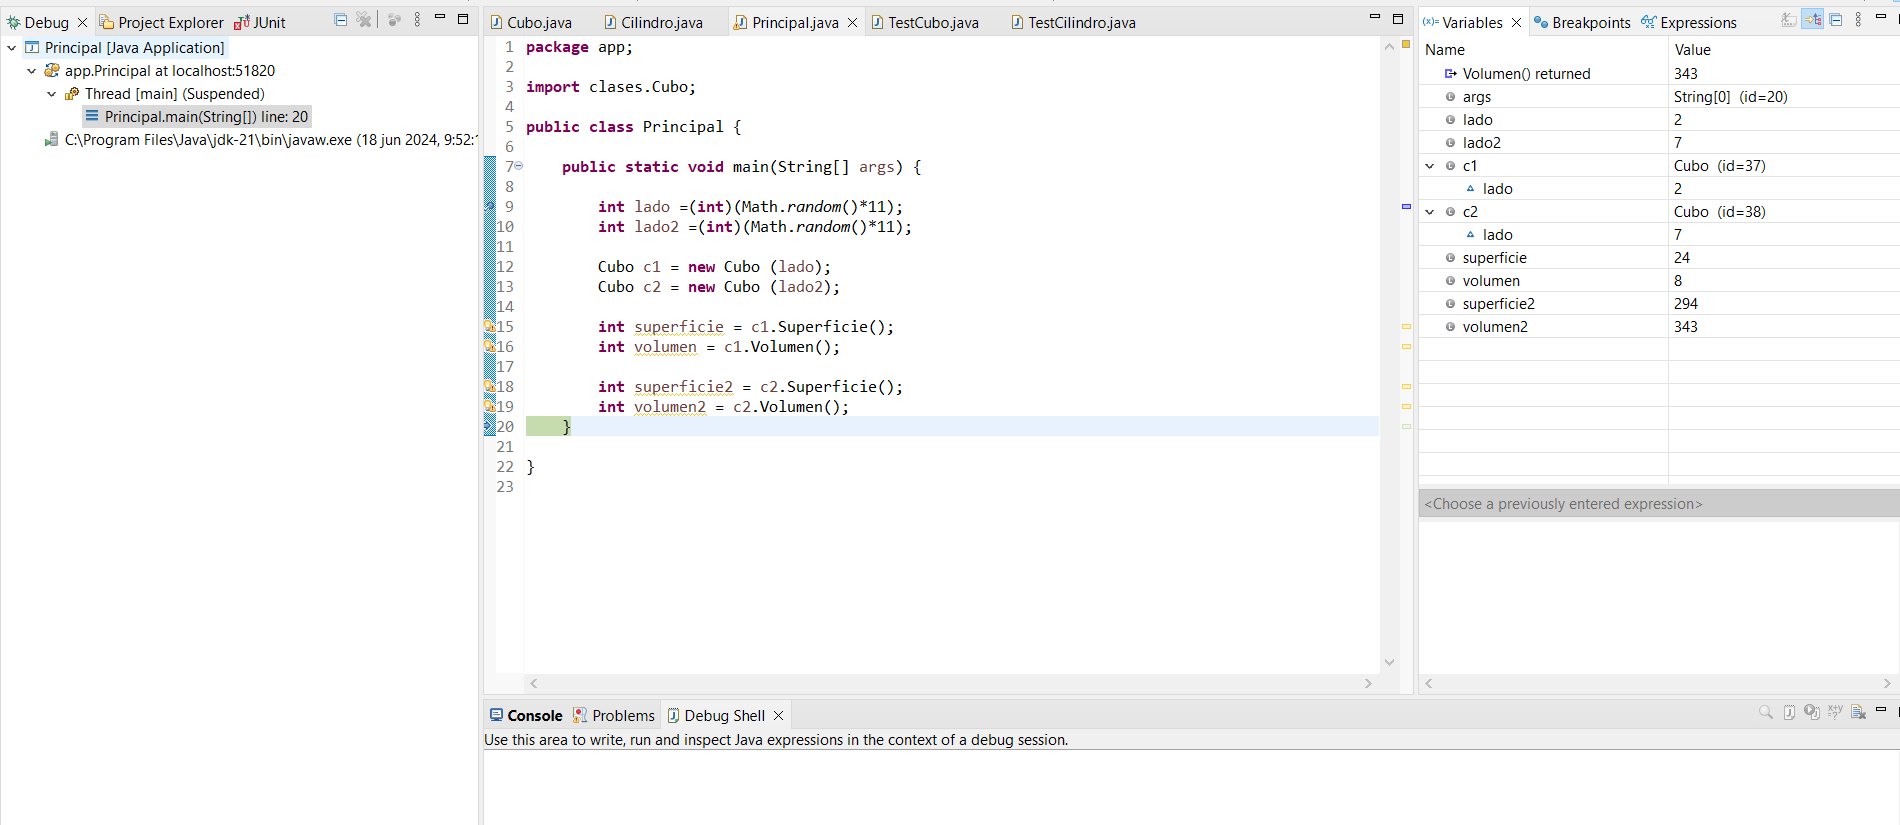 Debug
Project Explorer
JUnit
Principal [Java Application]
app.Principal at localhost:51820
Thread [main] (Suspended)
Principal.main(String[]) line: 20
C:\Program Files\Java\jdk-21\bin\javaw.exe (18 jun 2024, 9:52:
Cubo.java
Cilindro.java
Principal.java
TestCubo.java
TestCilindro.java
1 package app;
2
3 import clases.Cubo;
4
5 public class Principal {
6
7 public static void main(String[] args) {
8
9 int lado =(int)(Math.random()*11);
10 int lado2 =(int)(Math.random()*11);
11
12 Cubo c1 = new Cubo (lado);
13 Cubo c2 = new Cubo (lado2);
14
15 int superficie = c1.Superficie();
16 int volumen = c1.Volumen();
17
18 int superficie2 = c2.Superficie();
19 int volumen2 = c2.Volumen();
20 }
21
22 }
23
(x)= Variables
Breakpoints
Expressions
Name Value
Volumen() returned 343
args String[0] (id=20)
lado 2
lado2 7
c1 Cubo (id=37)
lado 2
c2 Cubo (id=38)
lado 7
superficie 24
volumen 8
superficie2 294
volumen2 343
<Choose a previously entered expression>
Console
Problems
Debug Shell
Use this area to write, run and inspect Java expressions in the context of a debug session.